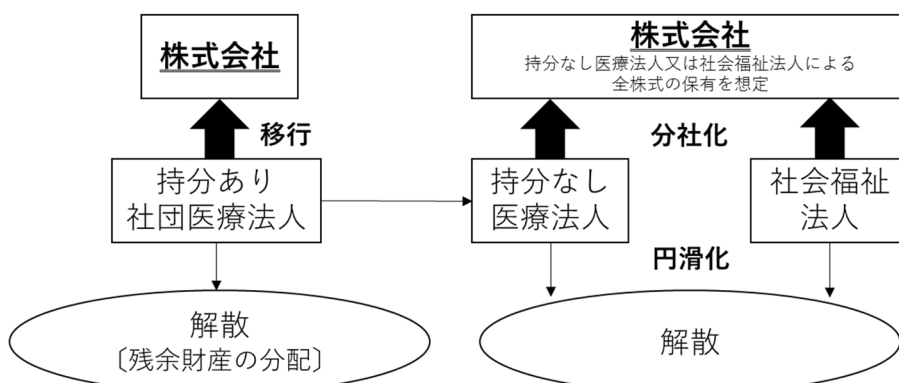 株式会社
株式会社
持分なし医療法人又は社会福祉法人による
全株式の保有を想定
移行
分社化
持分あり
社団医療法人
持分なし
医療法人
社会福祉
法人
円滑化
解散
〔残余財産の分配〕
解散